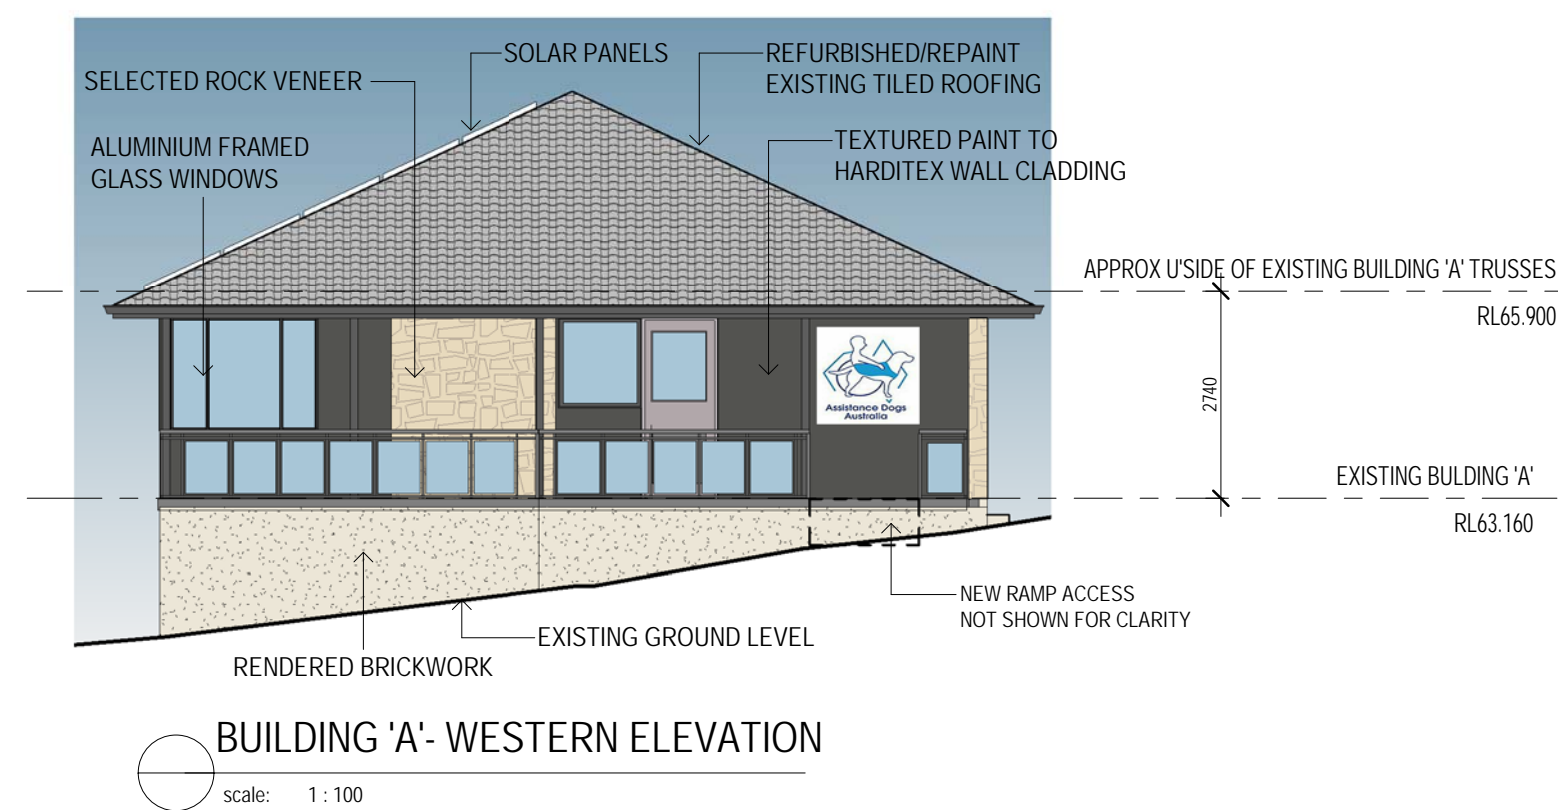 SOLAR PANELS
REFURBISHED/REPAINT
EXISTING TILED ROOFING
SELECTED ROCK VENEER
ALUMINIUM FRAMED
GLASS WINDOWS
TEXTURED PAINT TO
HARDITEX WALL CLADDING
APPROX U'SIDE OF EXISTING BUILDING 'A' TRUSSES
RL65.900
2740
Assistance Dogs
Australia
EXISTING BULDING 'A'
RL63.160
NEW RAMP ACCESS
NOT SHOWN FOR CLARITY
EXISTING GROUND LEVEL
RENDERED BRICKWORK
BUILDING 'A'- WESTERN ELEVATION
scale: 1 : 100